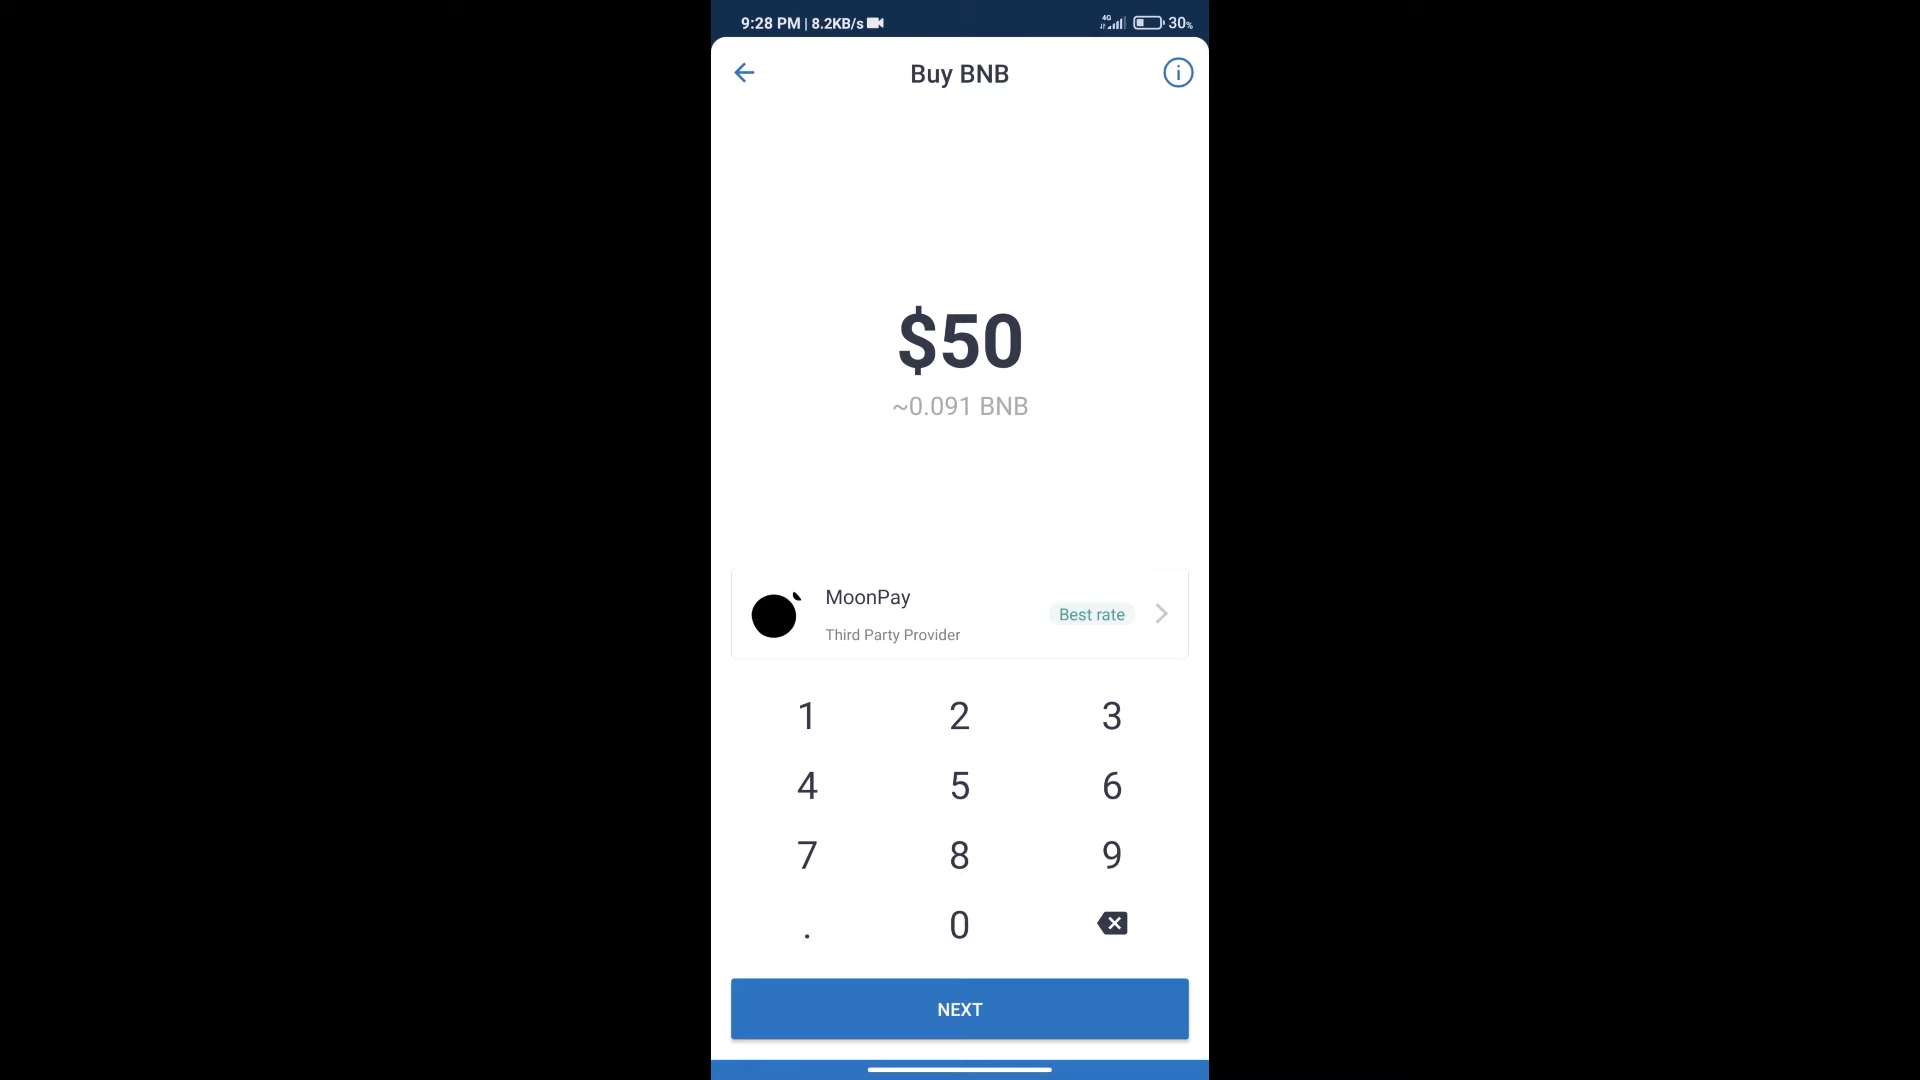 9:28 PM | 8.2KB/s
4G
30%
Buy BNB
$50
~0.091 BNB
MoonPay
Third Party Provider
Best rate
1 2 3
4 5 6
7 8 9
. 0
NEXT